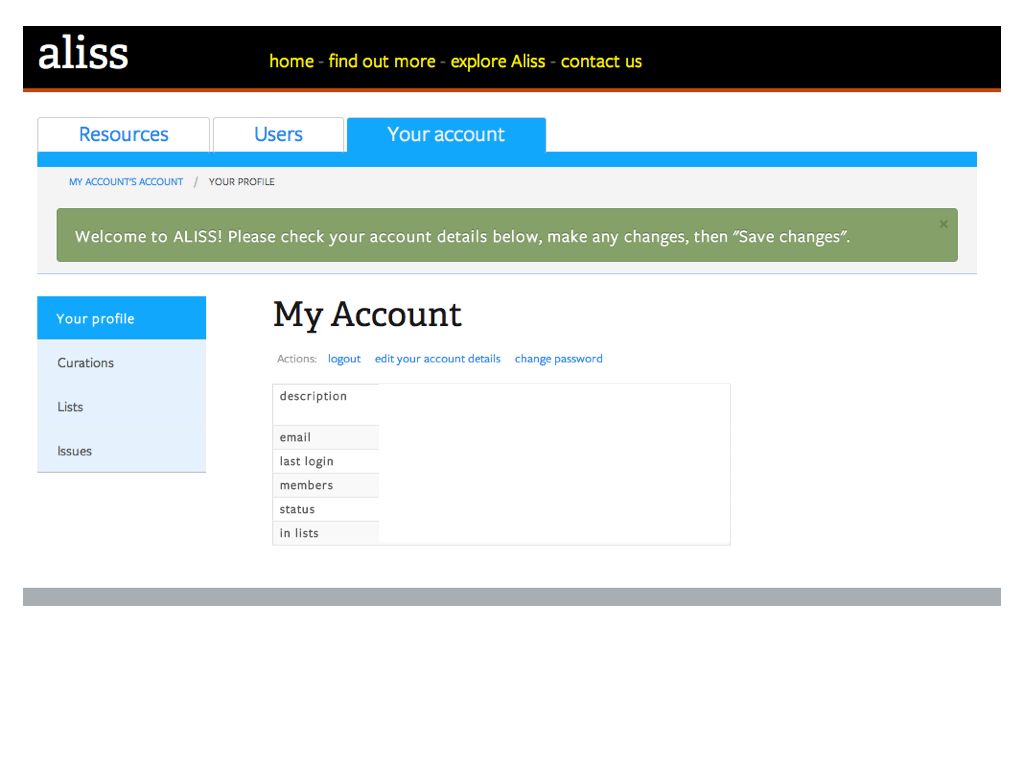 aliss
home - find out more - explore Aliss - contact us
Resources Users Your account
MY ACCOUNT'S ACCOUNT / YOUR PROFILE
Welcome to ALISS! Please check your account details below, make any changes, then "Save changes". ×
Your profile
Curations
Lists
Issues
My Account
Actions: logout edit your account details change password
description
email
last login
members
status
in lists